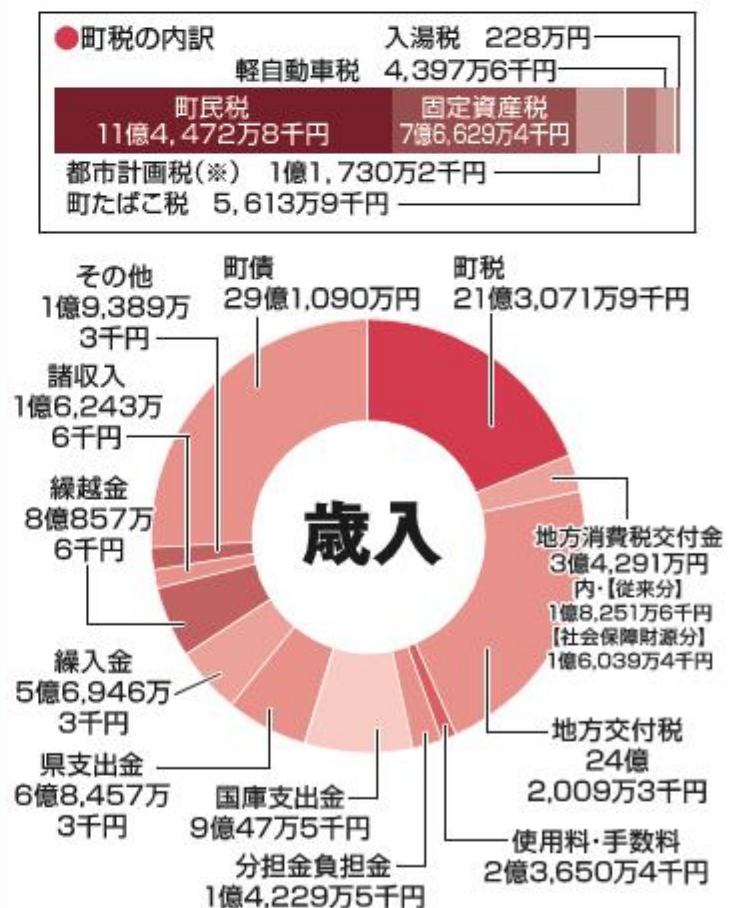 ●町税の内訳
入湯税 228万円
軽自動車税 4,397万6千円
町民税
11億4,472万8千円
固定資産税
7億6,629万4千円
都市計画税(※) 1億1,730万2千円
町たばこ税 5,613万9千円
町債
29億1,090万円
町税
21億3,071万9千円
その他
1億9,389万
3千円
諸収入
1億6,243万
6千円
繰越金
8億857万
6千円
歳入
地方消費税交付金
3億4,291万円
内・【従来分】
1億8,251万6千円
【社会保障財源分】
1億6,039万4千円
繰入金
5億6,946万
3千円
地方交付税
24億
2,009万3千円
県支出金
6億8,457万
3千円
国庫支出金
9億47万5千円
使用料・手数料
2億3,650万4千円
分担金負担金
1億4,229万5千円